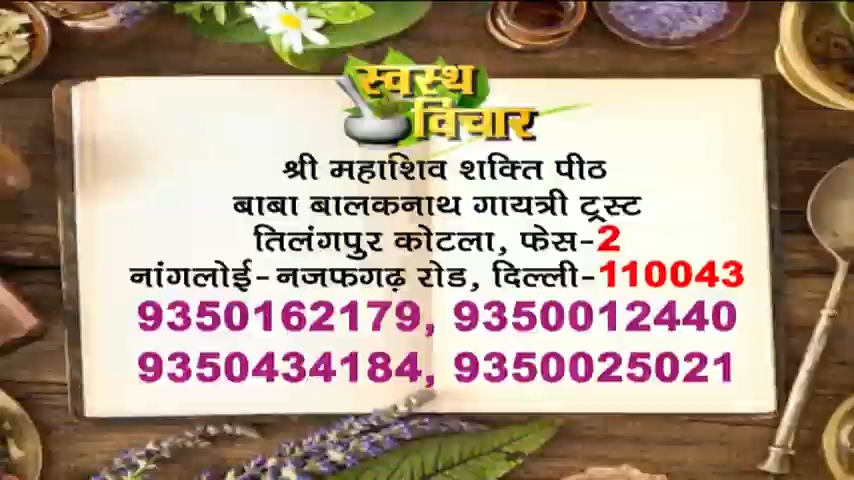 स्वस्थ
विचार
श्री महाशिव शक्ति पीठ
बाबा बालकनाथ गायत्री ट्रस्ट
तिलंगपुर कोटला, फेस-2
नांगलोई-नजफगढ़ रोड, दिल्ली-110043
9350162179, 9350012440
9350434184, 9350025021